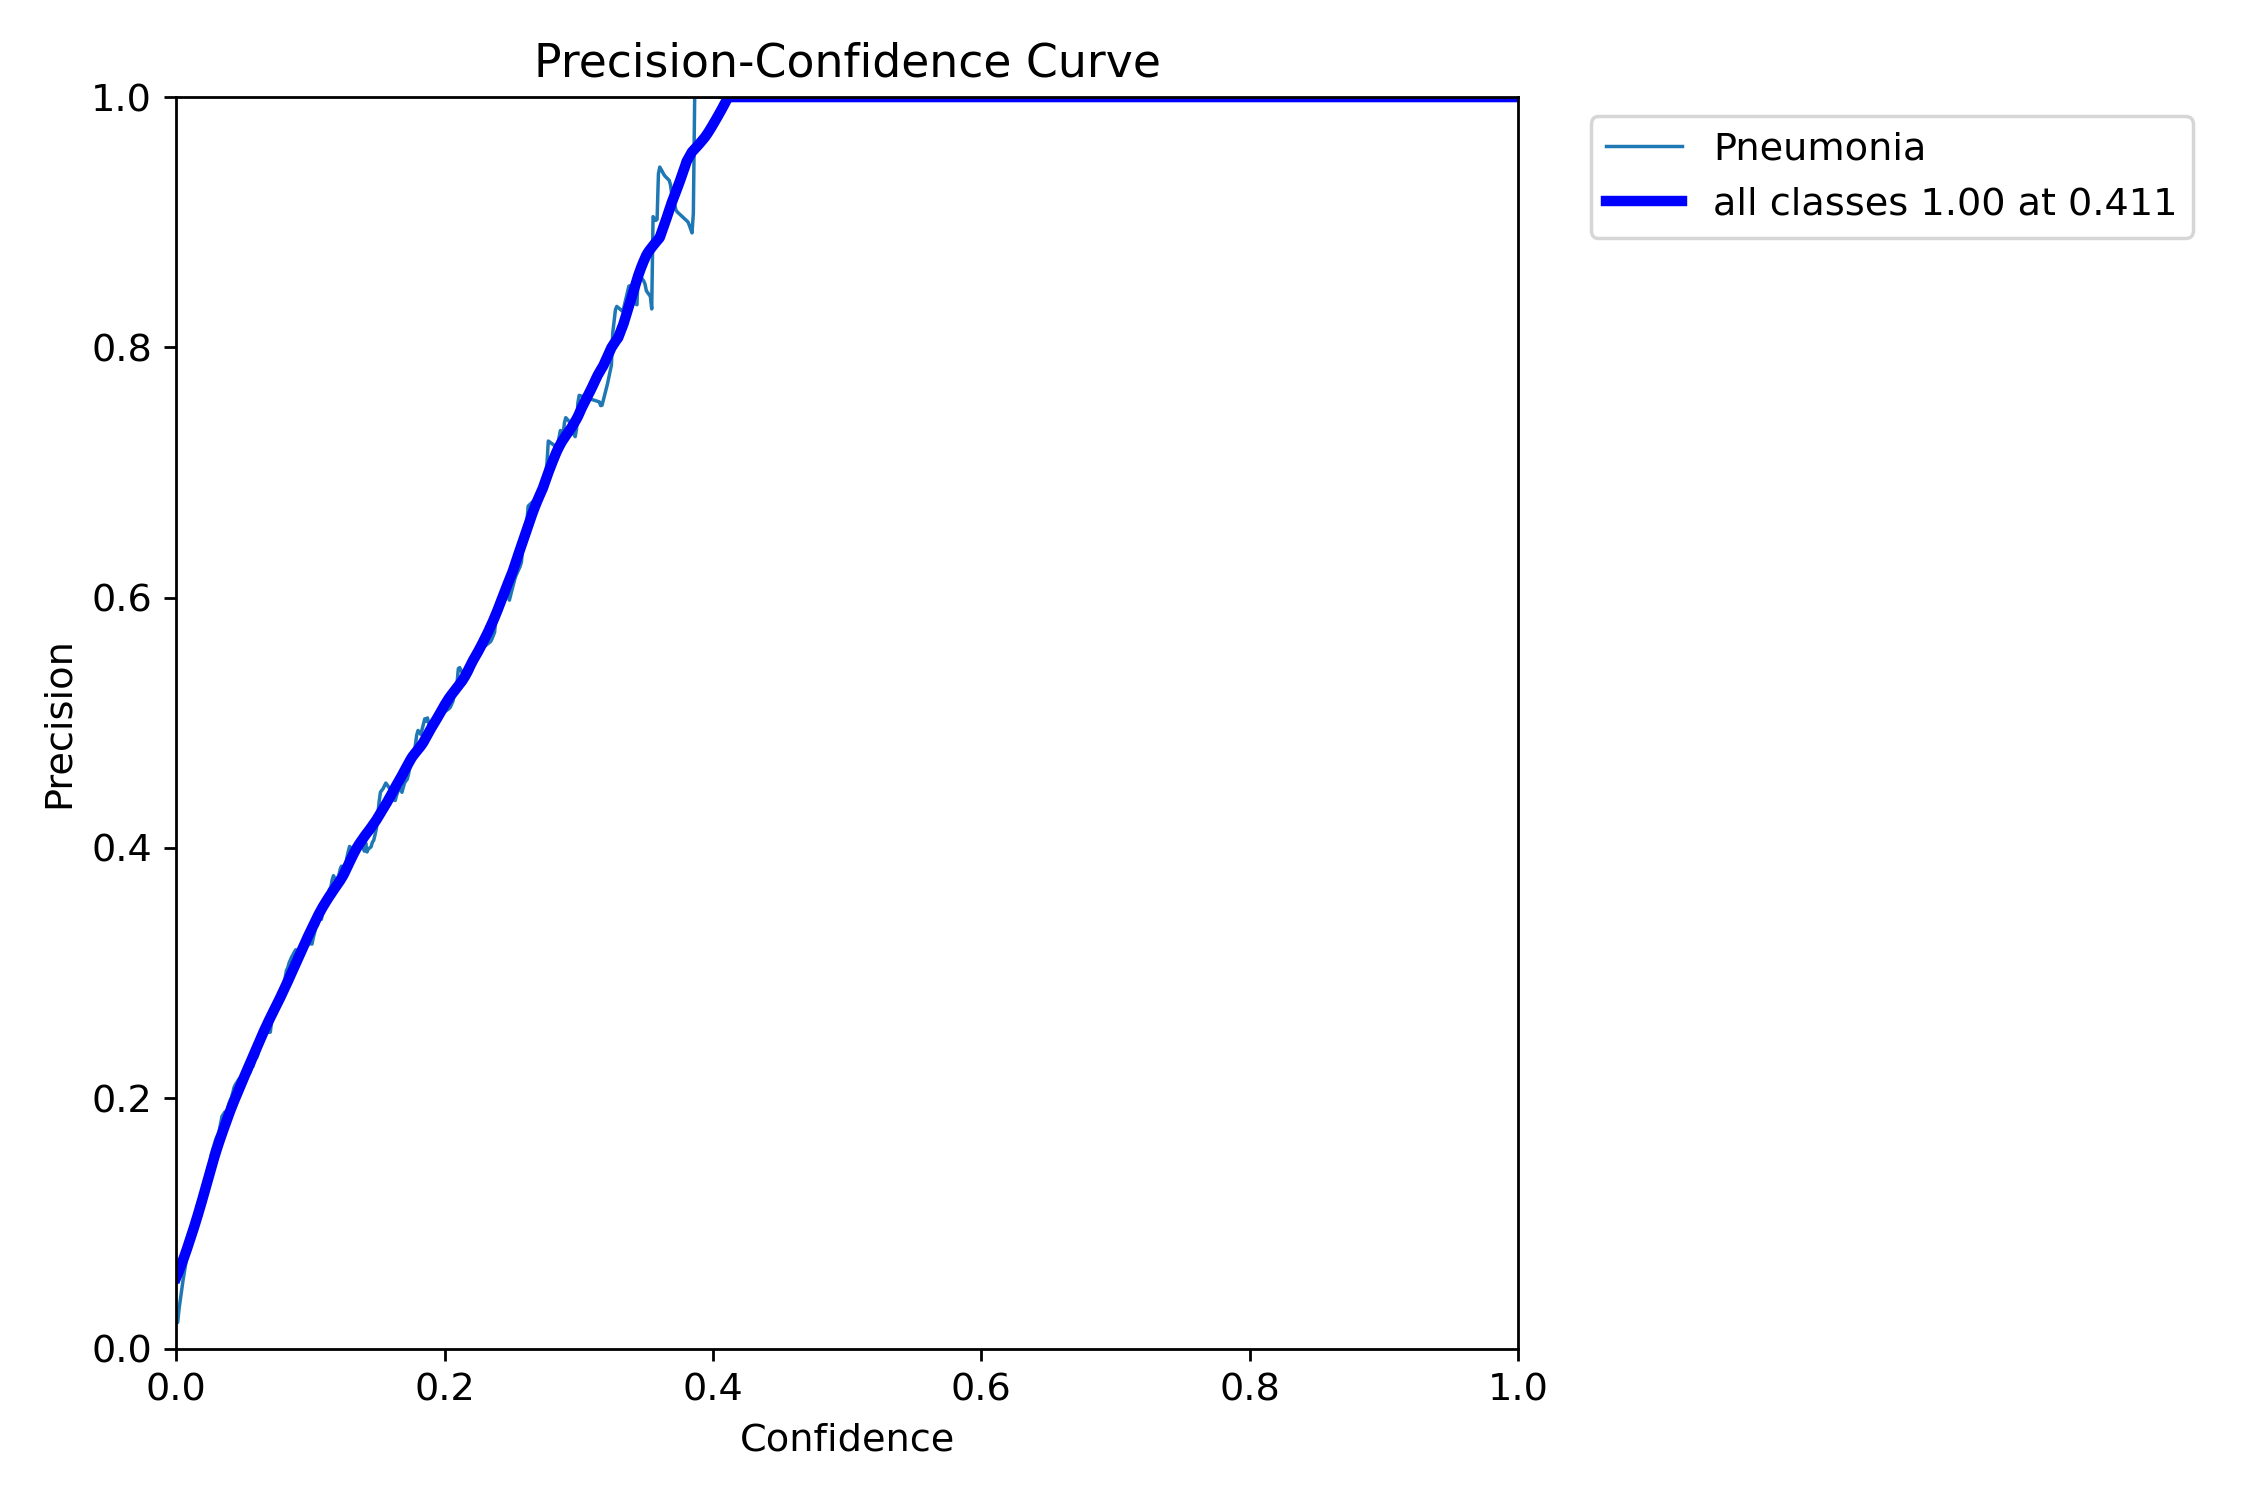 Precision-Confidence Curve
1.0
0.8
0.6
0.4
0.2
0.0
Precision
0.0 0.2 0.4 0.6 0.8 1.0
Confidence
Pneumonia
all classes 1.00 at 0.411